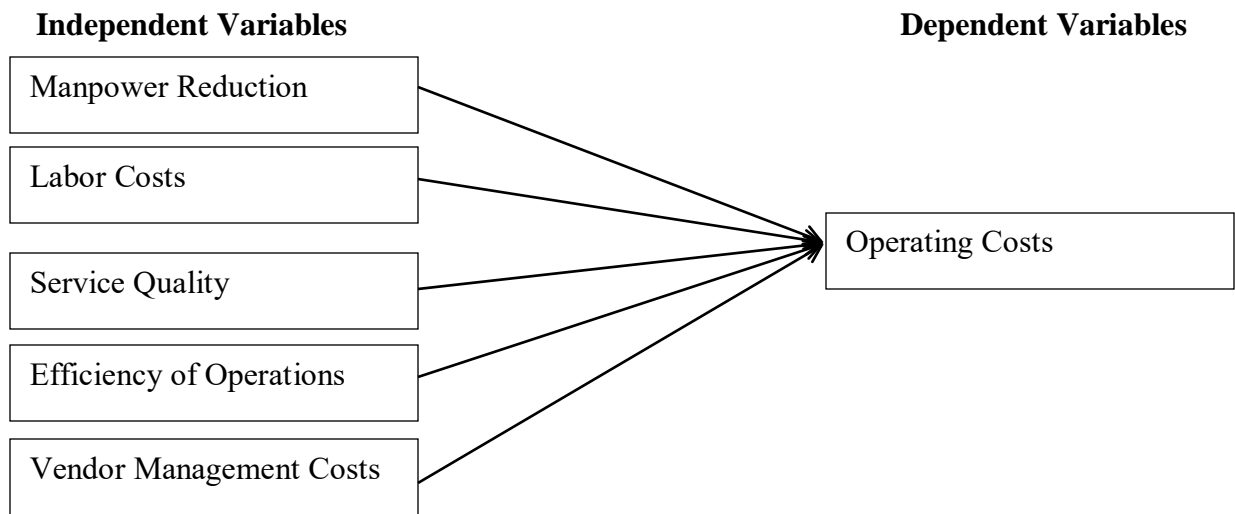 Independent Variables
Dependent Variables
Manpower Reduction
Labor Costs
Service Quality
Efficiency of Operations
Vendor Management Costs
Operating Costs